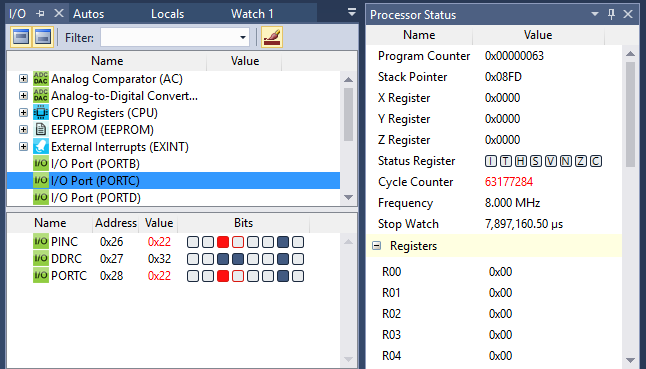 I/O Autos Locals Watch 1
Filter:
Name Value
ADC DAC Analog Comparator (AC)
ADC DAC Analog-to-Digital Convert...
CPU Registers (CPU)
EEPROM (EEPROM)
External Interrupts (EXINT)
I/O I/O Port (PORTB)
I/O I/O Port (PORTC)
I/O I/O Port (PORTD)
Name Address Value Bits
I/O PINC 0x26 0x22
I/O DDRC 0x27 0x32
I/O PORTC 0x28 0x22
Processor Status
Name Value
Program Counter 0x00000063
Stack Pointer 0x08FD
X Register 0x0000
Y Register 0x0000
Z Register 0x0000
Status Register I T H S V N Z C
Cycle Counter 63177284
Frequency 8.000 MHz
Stop Watch 7,897,160.50 µs
Registers
R00 0x00
R01 0x00
R02 0x00
R03 0x00
R04 0x00